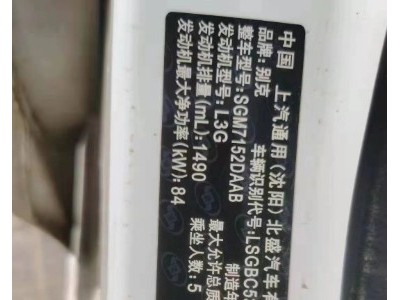 中国 上汽通用（沈阳）北盛汽车有
品牌：别克 车辆识别代号：LSGBC5
整车型号：SGM7152DAAB 制造年
发动机型号：L3G 最大允许总质
发动机排量(mL)：1490 乘坐人数：5
发动机最大净功率(kW)：84